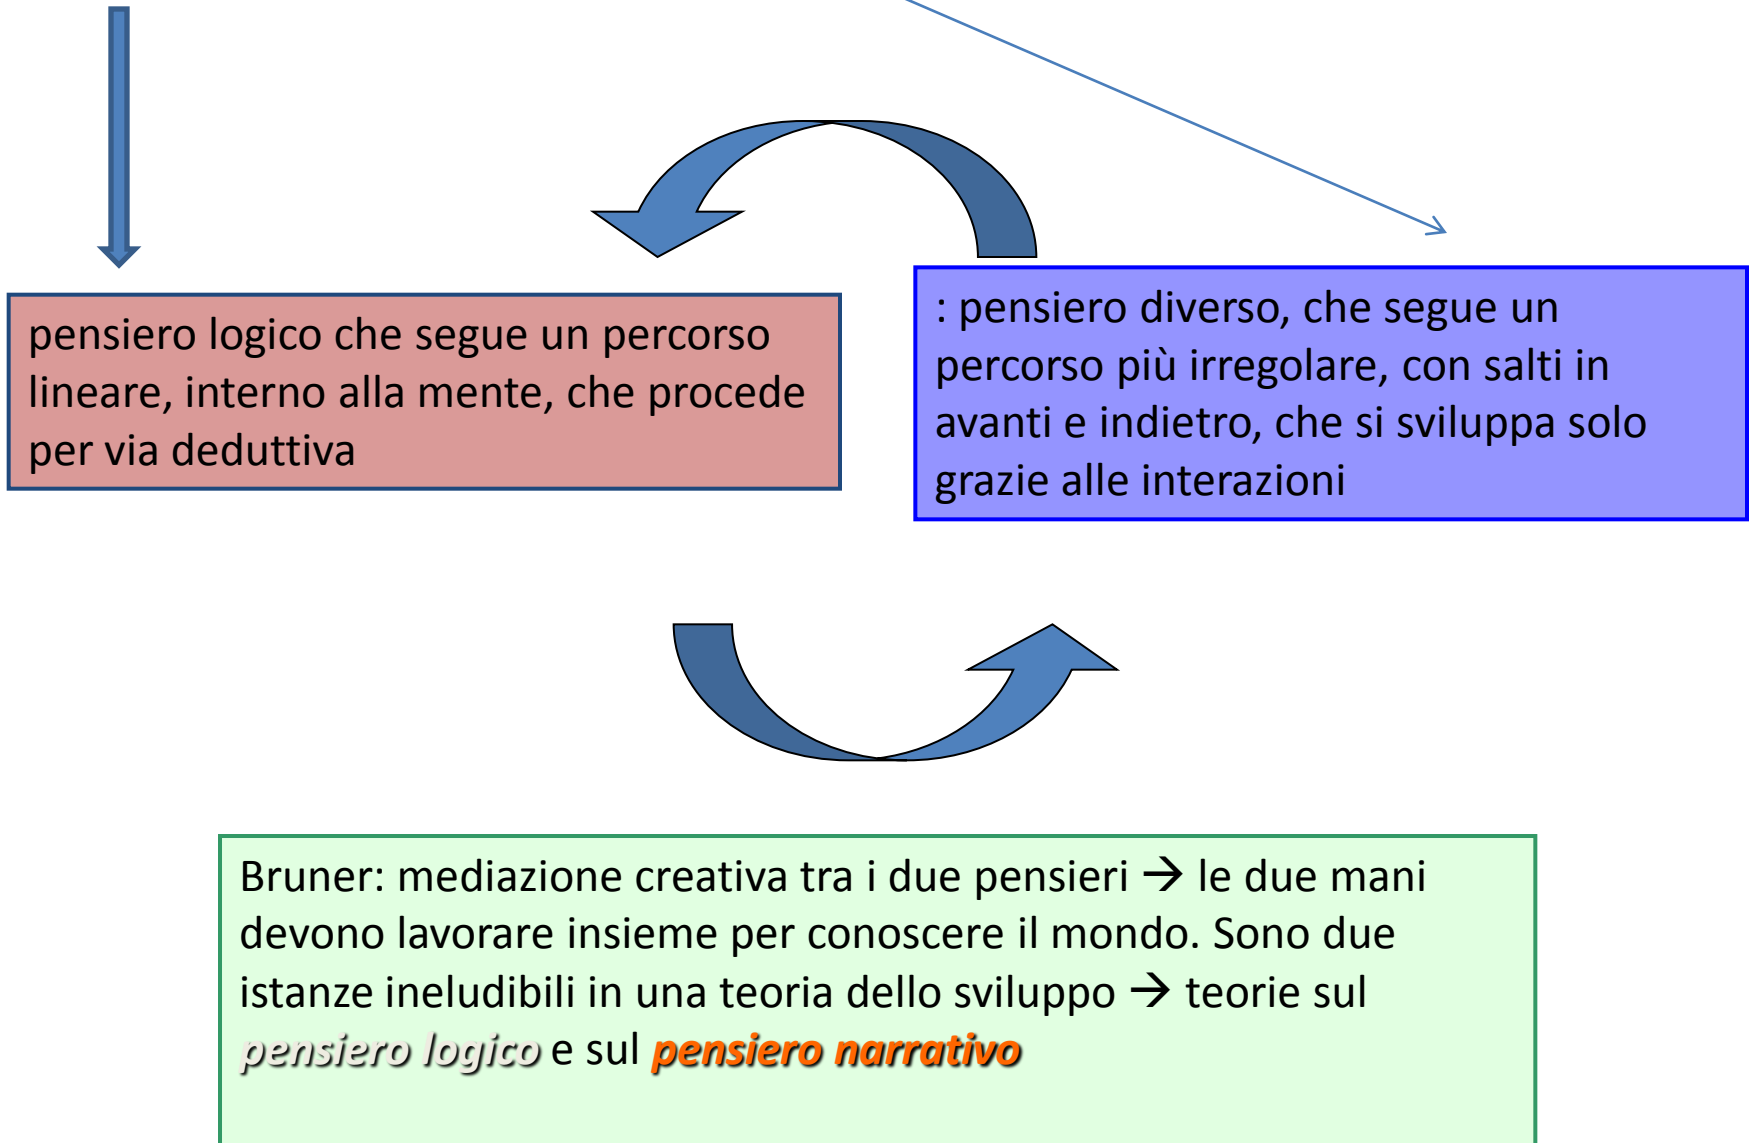 pensiero logico che segue un percorso
lineare, interno alla mente, che procede
per via deduttiva
: pensiero diverso, che segue un
percorso più irregolare, con salti in
avanti e indietro, che si sviluppa solo
grazie alle interazioni
Bruner: mediazione creativa tra i due pensieri → le due mani
devono lavorare insieme per conoscere il mondo. Sono due
istanze ineludibili in una teoria dello sviluppo → teorie sul
pensiero logico e sul pensiero narrativo